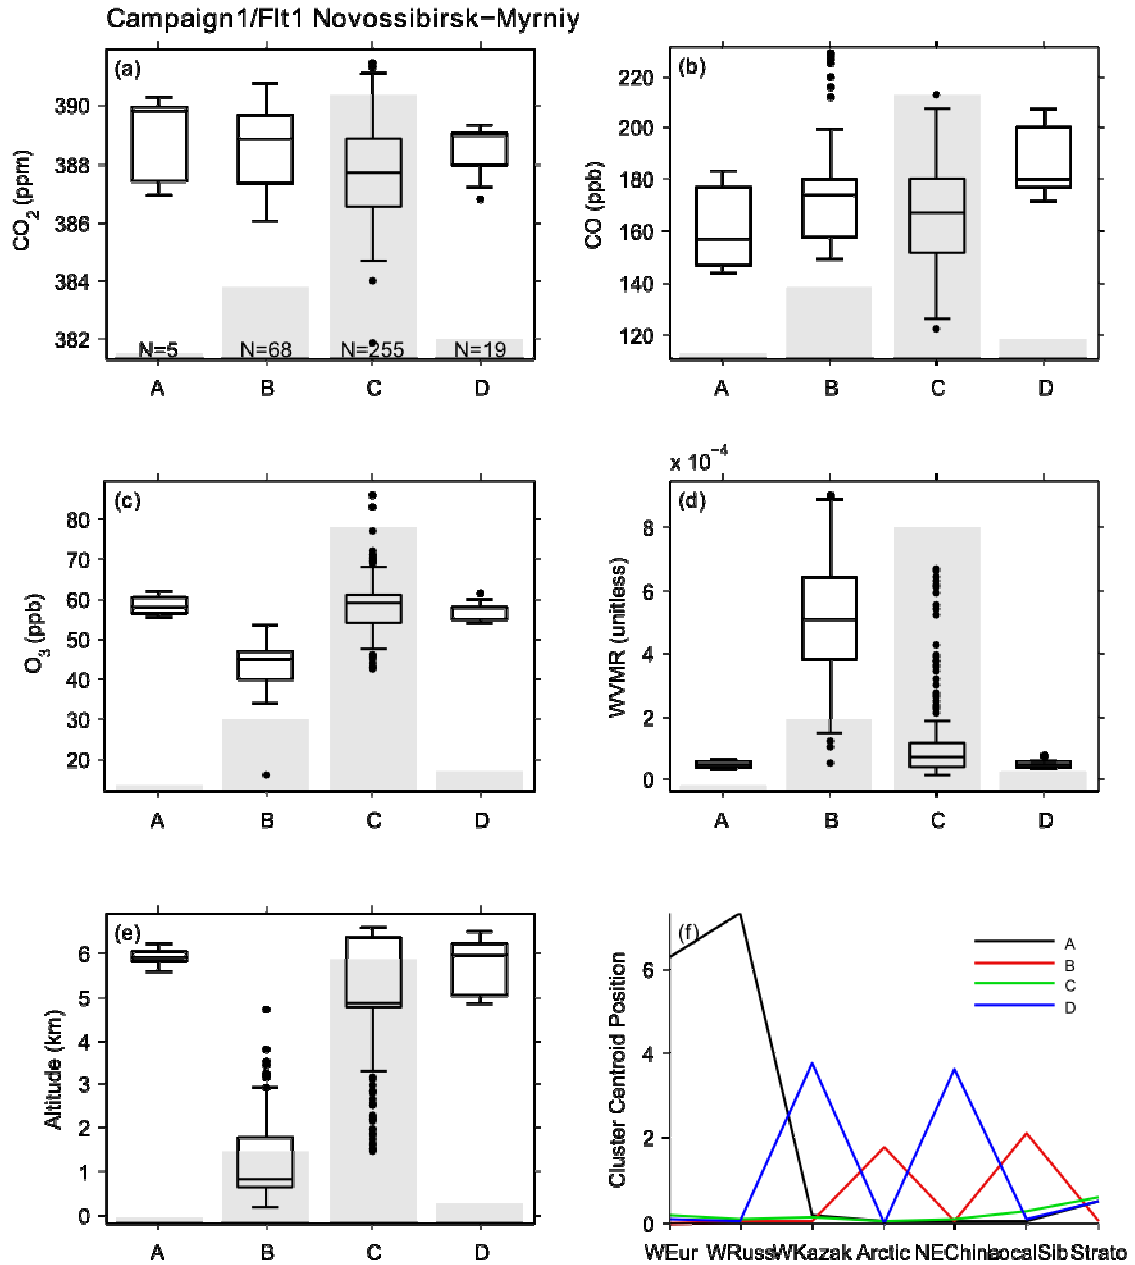 Campaign1/Flt1 Novossibirsk−Myrniy
(a)
CO2 (ppm)
390
388
386
384
382
N=5 N=68 N=255 N=19
A B C D
(b)
CO (ppb)
220
200
180
160
140
120
A B C D
(c)
O3 (ppb)
80
70
60
50
40
30
20
A B C D
x 10−4
(d)
WVMR (unitless)
8
6
4
2
0
A B C D
(e)
Altitude (km)
6
5
4
3
2
1
0
A B C D
(f)
Cluster Centroid Position
6
4
2
0
A
B
C
D
WEur WRuss WKazak Arctic NEChina LocalSib Strato